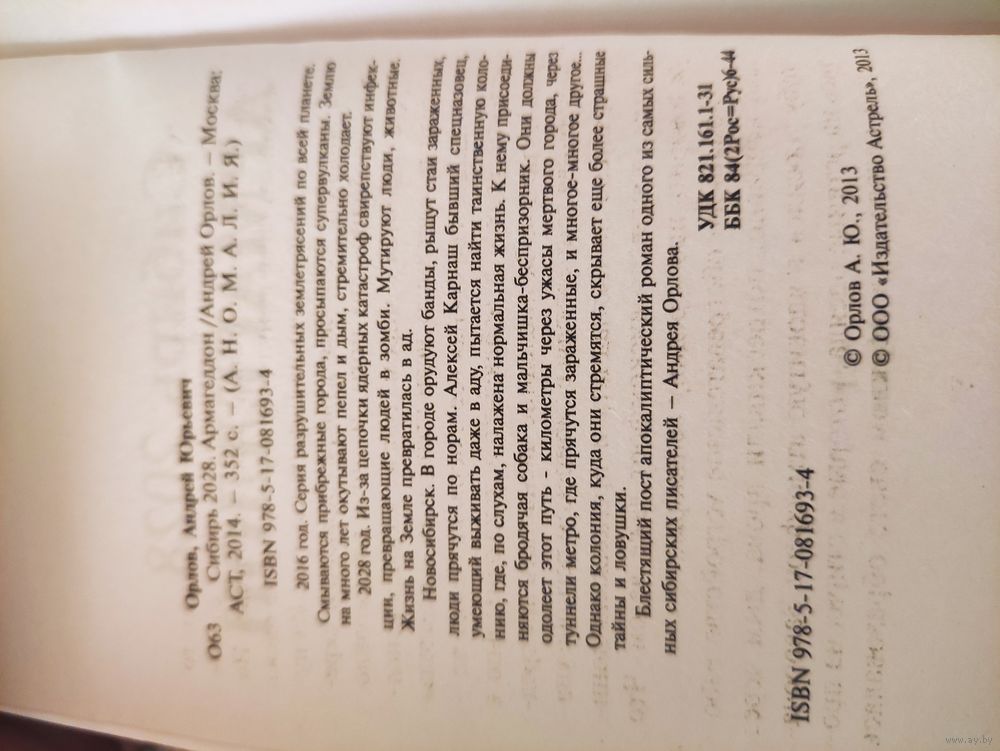 Орлов, Андрей Юрьевич
О63 Сибирь 2028. Армагеддон /Андрей Орлов. – Москва:
АСТ, 2014. – 352 с. – (А. Н. О. М. А. Л. И. Я.)
ISBN 978-5-17-081693-4
2016 год. Серия разрушительных землетрясений по всей планете.
Смываются прибрежные города, просыпаются супервулканы. Землю
на много лет окутывают пепел и дым, стремительно холодает.
2028 год. Из-за цепочки ядерных катастроф свирепствуют инфек-
ции, превращающие людей в зомби. Мутируют люди, животные.
Жизнь на Земле превратилась в ад.
Новосибирск. В городе орудуют банды, рыщут стаи зараженных,
люди прячутся по норам. Алексей Карнаш бывший спецназовец,
умеющий выживать даже в аду, пытается найти таинственную коло-
нию, где, по слухам, налажена нормальная жизнь. К нему присоеди-
няются бродячая собака и мальчишка-беспризорник. Они должны
одолеет этот путь - километры через ужасы мертвого города, через
туннели метро, где прячутся зараженные, и многое-многое другое...
Однако колония, куда они стремятся, скрывает еще более страшные
тайны и ловушки.
Блестящий пост апокалиптический роман одного из самых силь-
ных сибирских писателей – Андрея Орлова.
УДК 821.161.1-31
ББК 84(2Рос=Рус)6-44
ISBN 978-5-17-081693-4
© Орлов А. Ю., 2013
© ООО «Издательство Астрель», 2013
www.ay.by